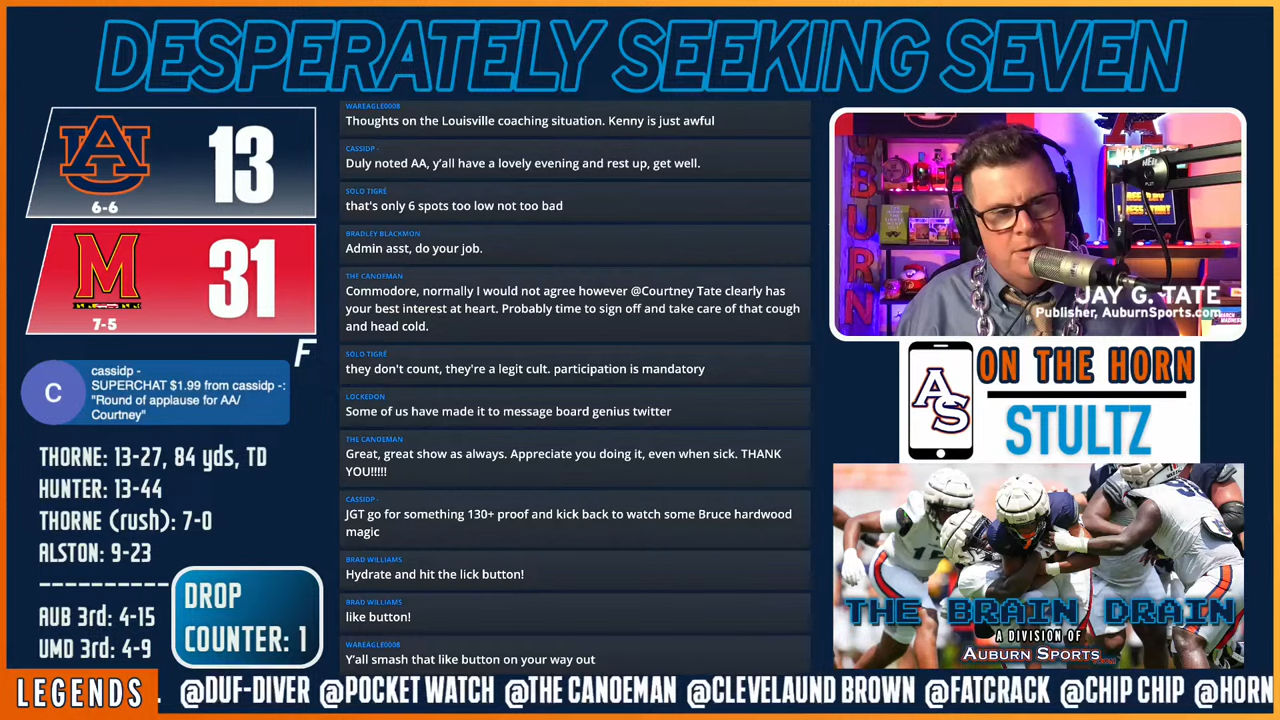 DESPERATELY SEEKING SEVEN
13
6-6
M
31
7-5
F
C
cassidp -
SUPERCHAT $1.99 from cassidp -:
"Round of applause for AA/
Courtney"
THORNE: 13-27, 84 yds, TD
HUNTER: 13-44
THORNE (rush): 7-0
ALSTON: 9-23
AUB 3rd: 4-15
UMD 3rd: 4-9
DROP
COUNTER: 1
WAREAGLE0008
Thoughts on the Louisville coaching situation. Kenny is just awful
CASSIDP -
Duly noted AA, y'all have a lovely evening and rest up, get well.
SOLO TIGRÉ
that's only 6 spots too low not too bad
BRADLEY BLACKMON
Admin asst, do your job.
THE CANOEMAN
Commodore, normally I would not agree however @Courtney Tate clearly has
your best interest at heart. Probably time to sign off and take care of that cough
and head cold.
SOLO TIGRÉ
they don't count, they're a legit cult. participation is mandatory
LOCKEDON
Some of us have made it to message board genius twitter
THE CANOEMAN
Great, great show as always. Appreciate you doing it, even when sick. THANK
YOU!!!!!
CASSIDP -
JGT go for something 130+ proof and kick back to watch some Bruce hardwood
magic
BRAD WILLIAMS
Hydrate and hit the lick button!
BRAD WILLIAMS
like button!
WAREAGLE0008
Y'all smash that like button on your way out
BURN
JAY G. TATE
Publisher, AuburnSports.com
AS
ON THE HORN
STULTZ
THE BRAIN DRAIN
A DIVISION OF
AUBURN SPORTS.COM
LEGENDS
@DUF-DIVER @POCKET WATCH @THE CANOEMAN @CLEVELAUND BROWN @FATCRACK @CHIP CHIP @HORN